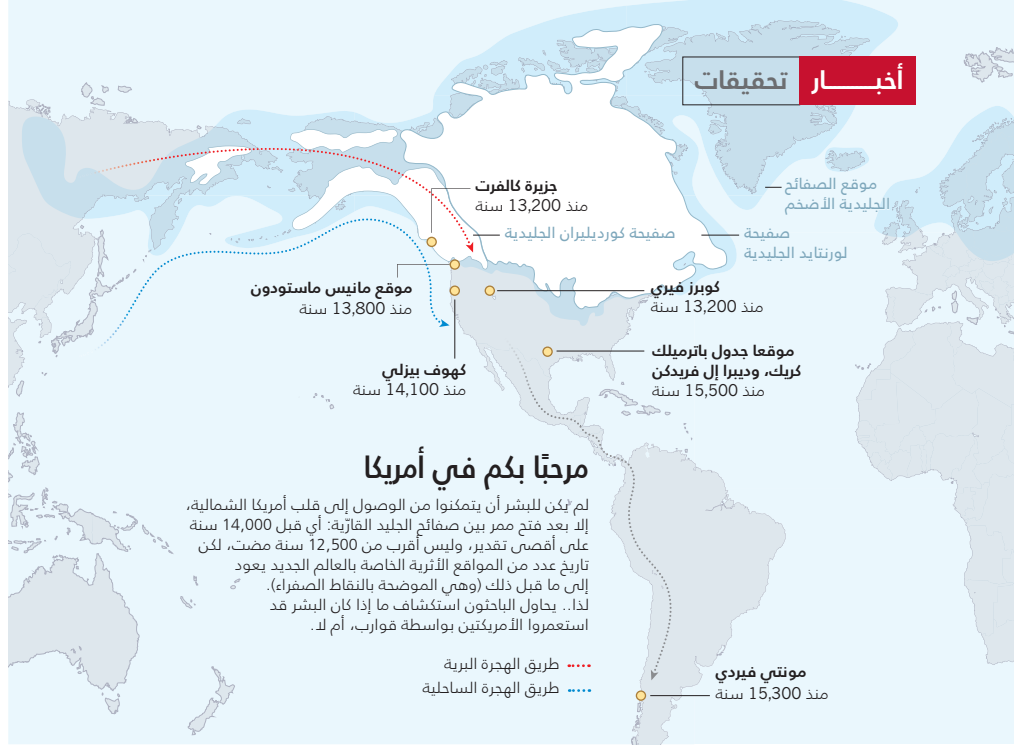 أخبــــار تحقيقات
موقع الصفائح
الجليدية الأضخم
جزيرة كالفرت
منذ 13,200 سنة
صفيحة كورديليران الجليدية
صفيحة
لورنتايد الجليدية
كوبرز فيري
منذ 13,200 سنة
موقع مانيس ماستودون
منذ 13,800 سنة
موقعا جدول باترميلك
كريك، وديبرا إل فريدكن
منذ 15,500 سنة
كهوف بيزلي
منذ 14,100 سنة
مرحبًا بكم في أمريكا
لم يكن للبشر أن يتمكنوا من الوصول إلى قلب أمريكا الشمالية،
إلا بعد فتح ممر بين صفائح الجليد القارّية: أي قبل 14,000 سنة
على أقصى تقدير، وليس أقرب من 12,500 سنة مضت، لكن
تاريخ عدد من المواقع الأثرية الخاصة بالعالم الجديد يعود
إلى ما قبل ذلك (وهي الموضحة بالنقاط الصفراء).
لذا.. يحاول الباحثون استكشاف ما إذا كان البشر قد
استعمروا الأمريكتين بواسطة قوارب، أم لا.
طريق الهجرة البرية
طريق الهجرة الساحلية
مونتي فيردي
منذ 15,300 سنة